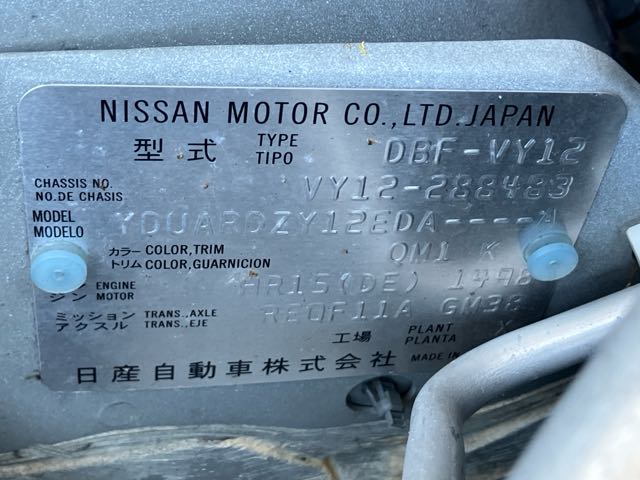 NISSAN MOTOR CO.,LTD.JAPAN
型式 TYPE TIPO DBF-VY12
CHASSIS NO. NO.DE CHASIS VY12-288483
MODEL MODELO YDUARDZY12EDA----
カラー COLOR,TRIM
トリム COLOR,GUARNICION QM1 K
ENGINE
ジン MOTOR HR15(DE) 1498
ミッション TRANS.,AXLE
アクスル TRANS.,EJE RE0F11A GM38
工場 PLANT PLANTA X
日産自動車株式会社 MADE IN